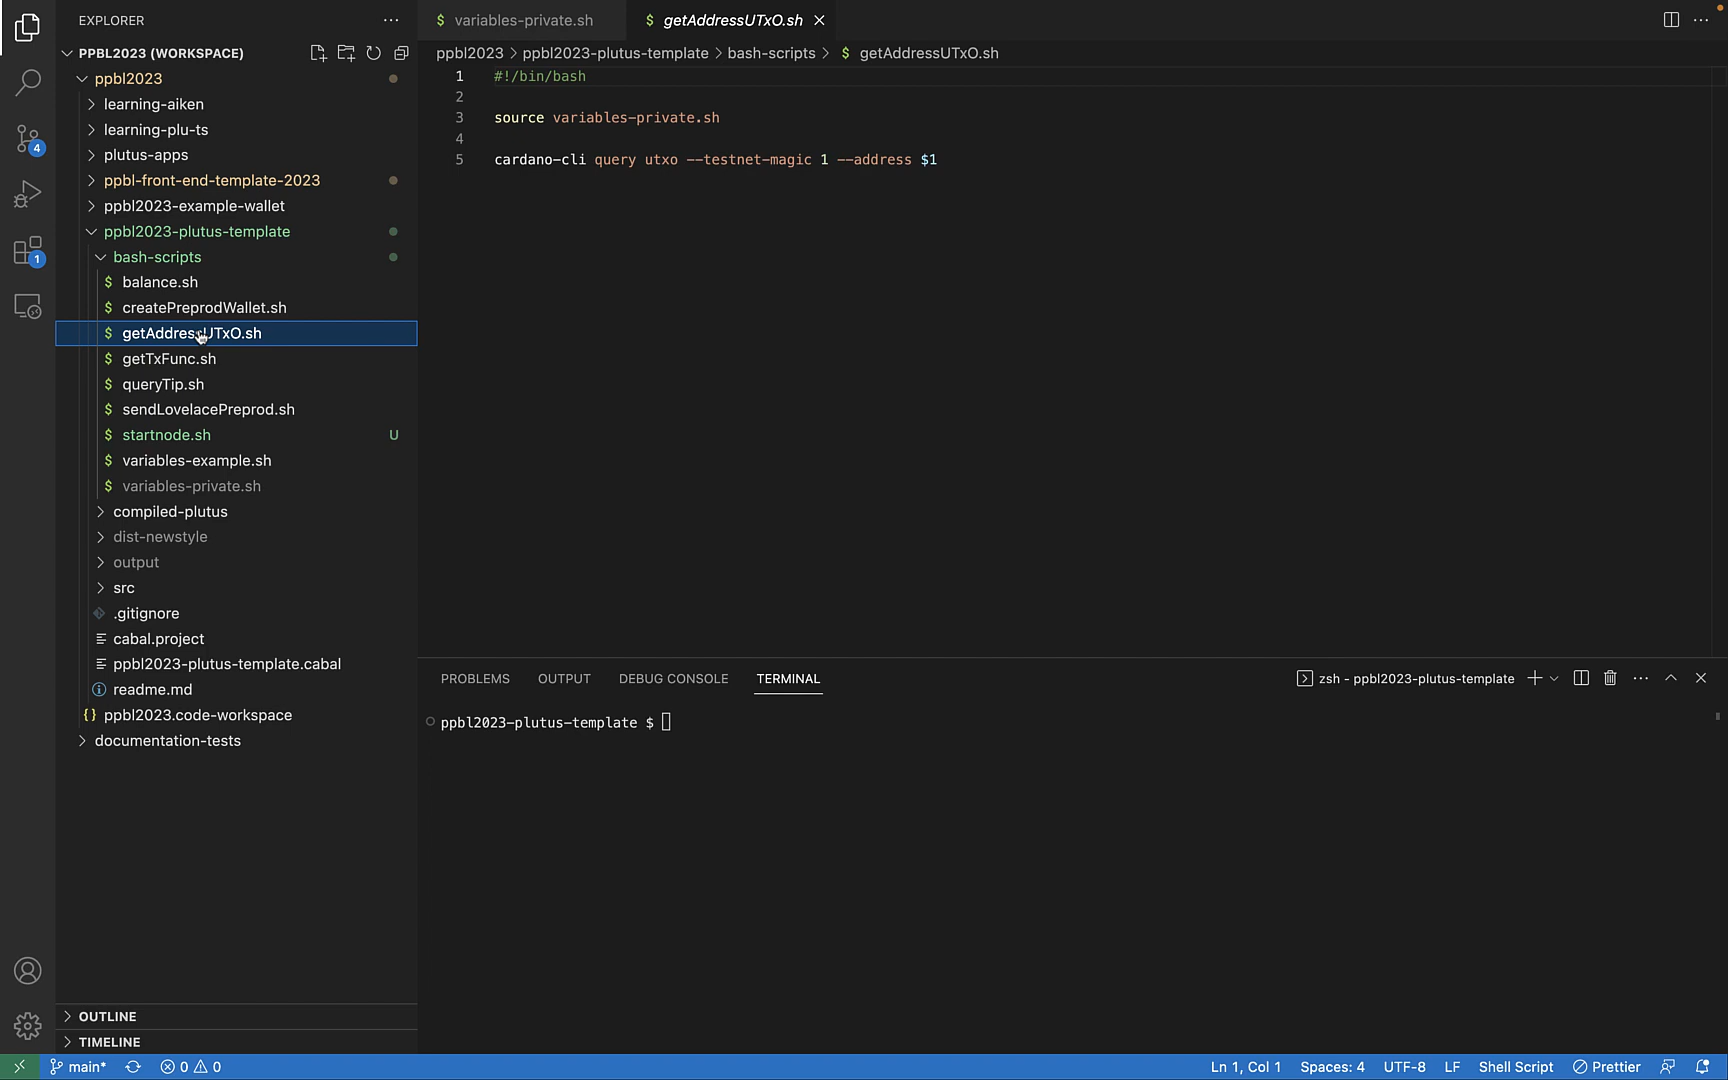 EXPLORER
PPBL2023 (WORKSPACE)
ppbl2023
learning-aiken
learning-plu-ts
plutus-apps
ppbl-front-end-template-2023
ppbl2023-example-wallet
ppbl2023-plutus-template
bash-scripts
$ balance.sh
$ createPreprodWallet.sh
$ getAddressUTxO.sh
$ getTxFunc.sh
$ queryTip.sh
$ sendLovelacePreprod.sh
$ startnode.sh U
$ variables-example.sh
$ variables-private.sh
compiled-plutus
dist-newstyle
output
src
.gitignore
cabal.project
ppbl2023-plutus-template.cabal
readme.md
{} ppbl2023.code-workspace
documentation-tests
OUTLINE
TIMELINE
4
1
$ variables-private.sh
$ getAddressUTxO.sh
ppbl2023 > ppbl2023-plutus-template > bash-scripts > $ getAddressUTxO.sh
1 #!/bin/bash
2
3 source variables-private.sh
4
5 cardano-cli query utxo --testnet-magic 1 --address $1
PROBLEMS OUTPUT DEBUG CONSOLE TERMINAL
zsh - ppbl2023-plutus-template
ppbl2023-plutus-template $
main* 0 0
Ln 1, Col 1 Spaces: 4 UTF-8 LF Shell Script Prettier